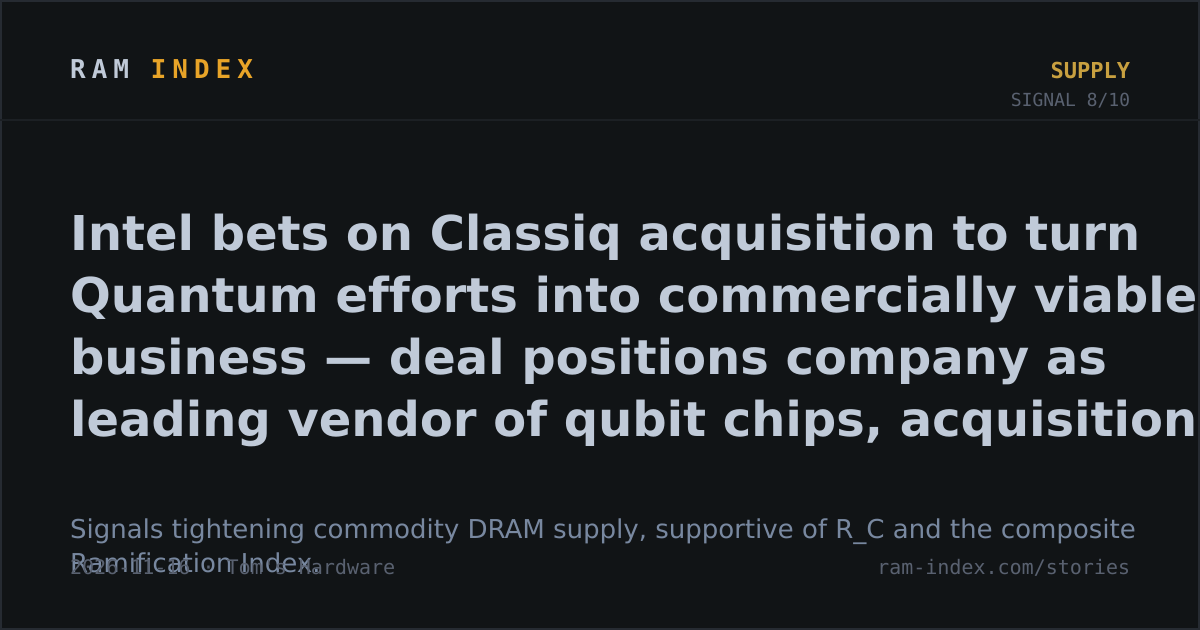 RAM INDEX
SUPPLY
SIGNAL 8/10
Intel bets on Classiq acquisition to turn
Quantum efforts into commercially viable
business — deal positions company as
leading vendor of qubit chips, acquisition
Signals tightening commodity DRAM supply, supportive of R_C and the composite
Ramification Index.
Tom's Hardware
ram-index.com/stories